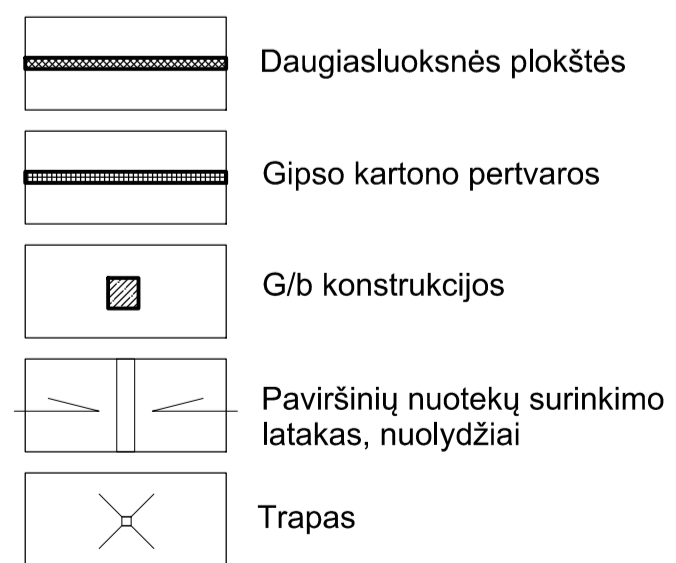 Daugiasluoksnės plokštės
Gipso kartono pertvaros
G/b konstrukcijos
Paviršinių nuotekų surinkimo
latakas, nuolydžiai
Trapas